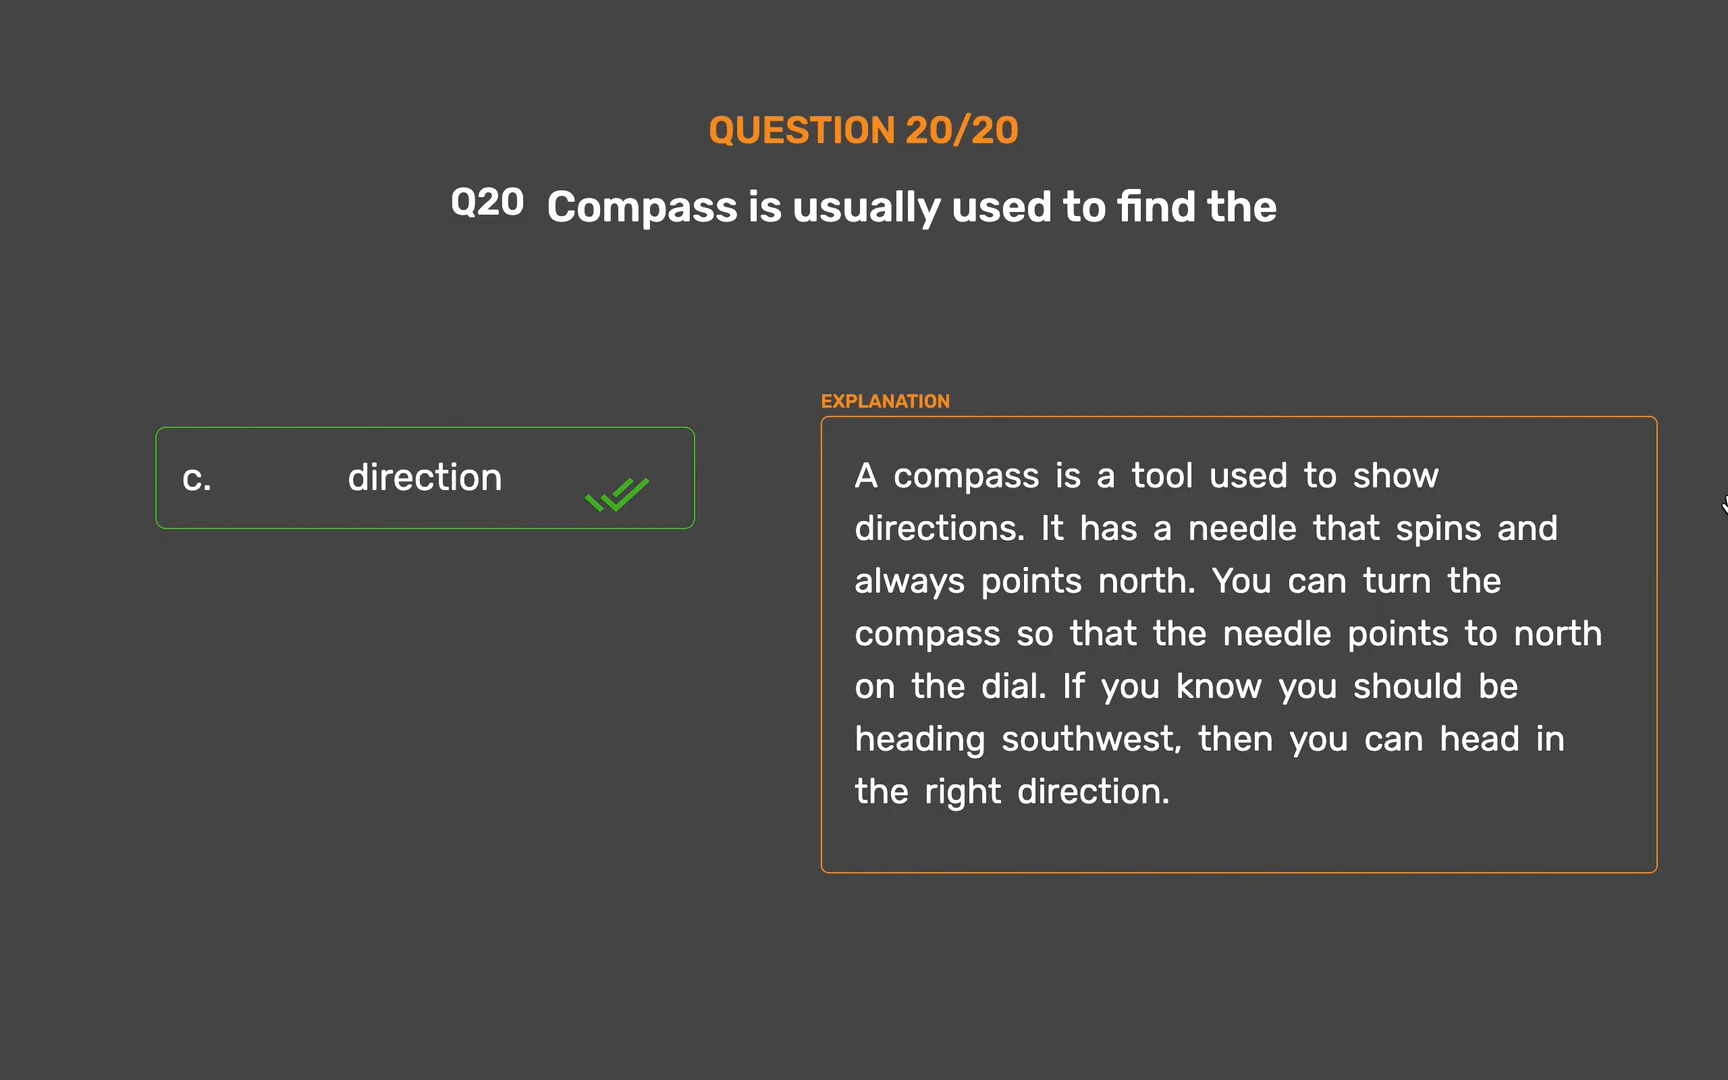 QUESTION 20/20
Q20 Compass is usually used to find the
c. direction
EXPLANATION
A compass is a tool used to show
directions. It has a needle that spins and
always points north. You can turn the
compass so that the needle points to north
on the dial. If you know you should be
heading southwest, then you can head in
the right direction.